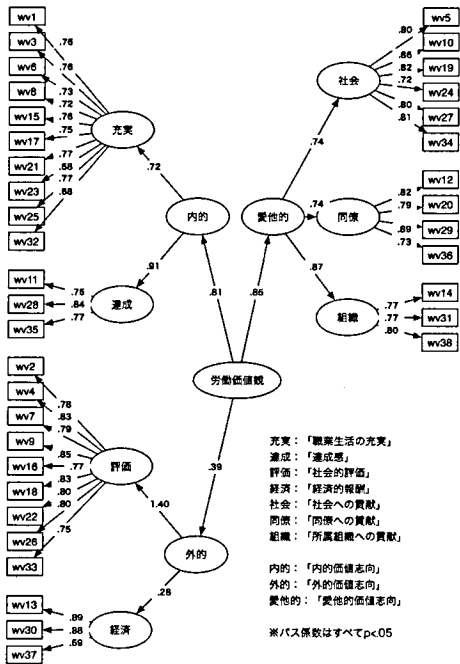 wv1
wv3
wv6
wv8
wv15
wv17
wv21
wv23
wv25
wv32
.76
.76
.73
.72
.76
.75
.77
.68
.77
.68
充実
.72
内的
.91
wv11
wv28
wv35
.75
.84
.77
達成
wv5
wv10
wv19
wv24
wv27
wv34
.80
.66
.82
.72
.80
.81
社会
.74
愛他的
.74
同僚
wv12
wv20
wv29
wv36
.82
.79
.69
.73
.87
組織
wv14
wv31
wv38
.77
.77
.80
.81
.85
労働価値観
.39
wv2
wv4
wv7
wv9
wv16
wv18
wv22
wv26
wv33
.78
.83
.79
.85
.77
.83
.80
.80
.75
評価
1.40
外的
.28
wv13
wv30
wv37
.89
.88
.69
経済
充実：「職業生活の充実」
達成：「達成感」
評価：「社会的評価」
経済：「経済的報酬」
社会：「社会への貢献」
同僚：「同僚への貢献」
組織：「所属組織への貢献」
内的：「内的価値志向」
外的：「外的価値志向」
愛他的：「愛他的価値志向」
※パス係数はすべてp<.05